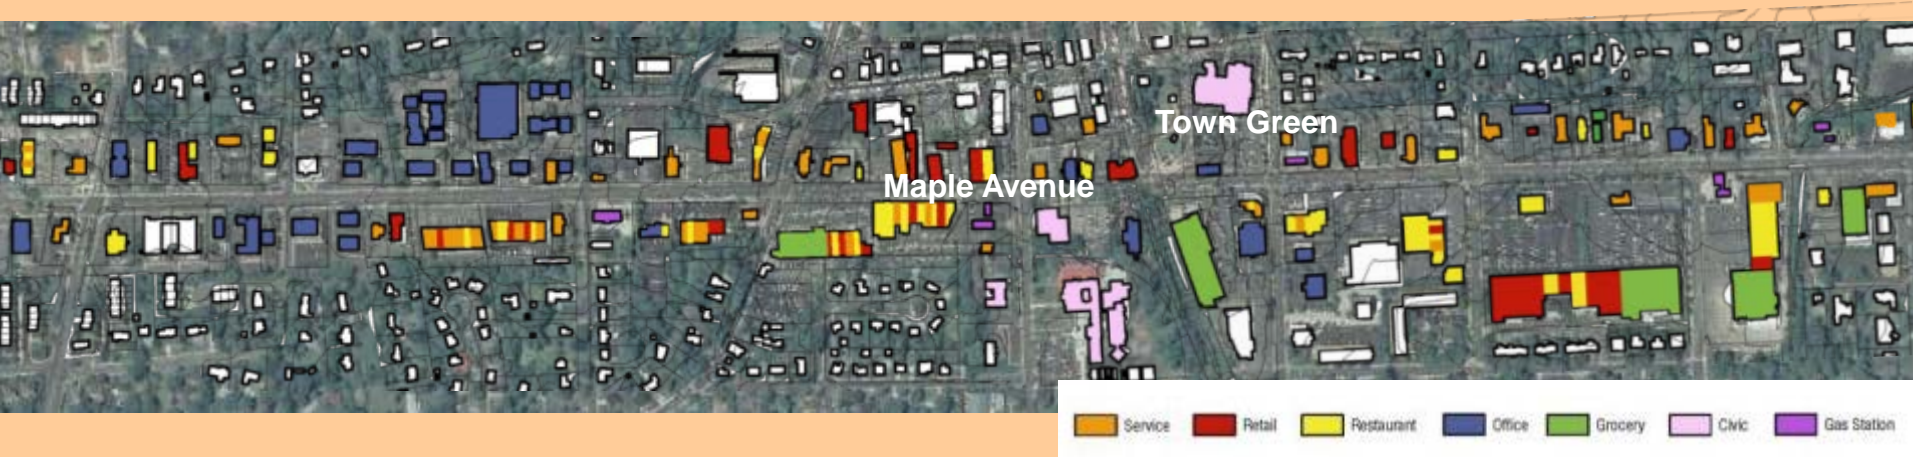 Town Green
Maple Avenue
Service Retail Restaurant Office Grocery Civic Gas Station